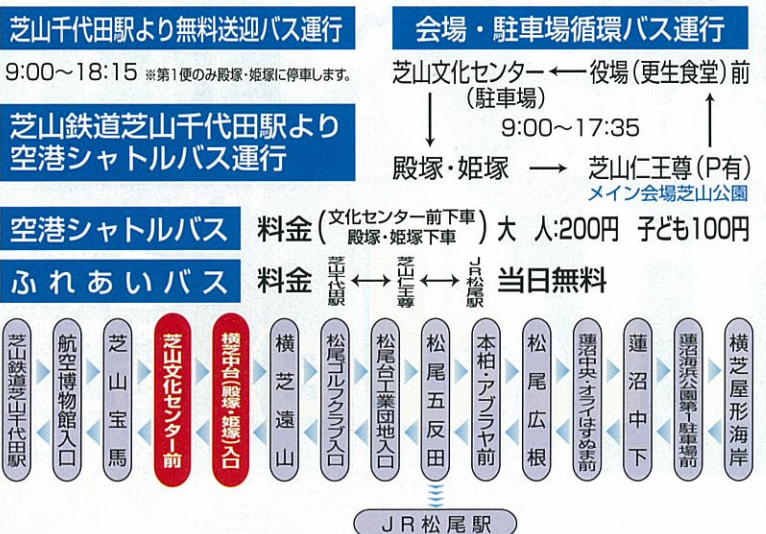 芝山千代田駅より無料送迎バス運行
9:00～18:15 ※第1便のみ殿塚・姫塚に停車します。
芝山鉄道芝山千代田駅より
空港シャトルバス運行
会場・駐車場循環バス運行
芝山文化センター ← 役場(更生食堂)前
(駐車場)
9:00～17:35
殿塚・姫塚 → 芝山仁王尊(P有)
メイン会場芝山公園
空港シャトルバス 料金(文化センター前下車 殿塚・姫塚下車) 大 人:200円 子ども100円
ふれあいバス 料金 芝山千代田駅 ↔ 芝山仁王尊 ↔ JR松尾駅 当日無料
芝山鉄道芝山千代田駅
航空博物館入口
芝山宝馬
芝山文化センター前
横芝中台(殿塚・姫塚)入口
横芝遠山
松尾ゴルフクラブ入口
松尾台工業団地入口
松尾五反田
本柏・アブラヤ前
松尾広根
蓮沼中央・オライはすぬま前
蓮沼中下
蓮沼海浜公園第1駐車場前
横芝屋形海岸
JR松尾駅